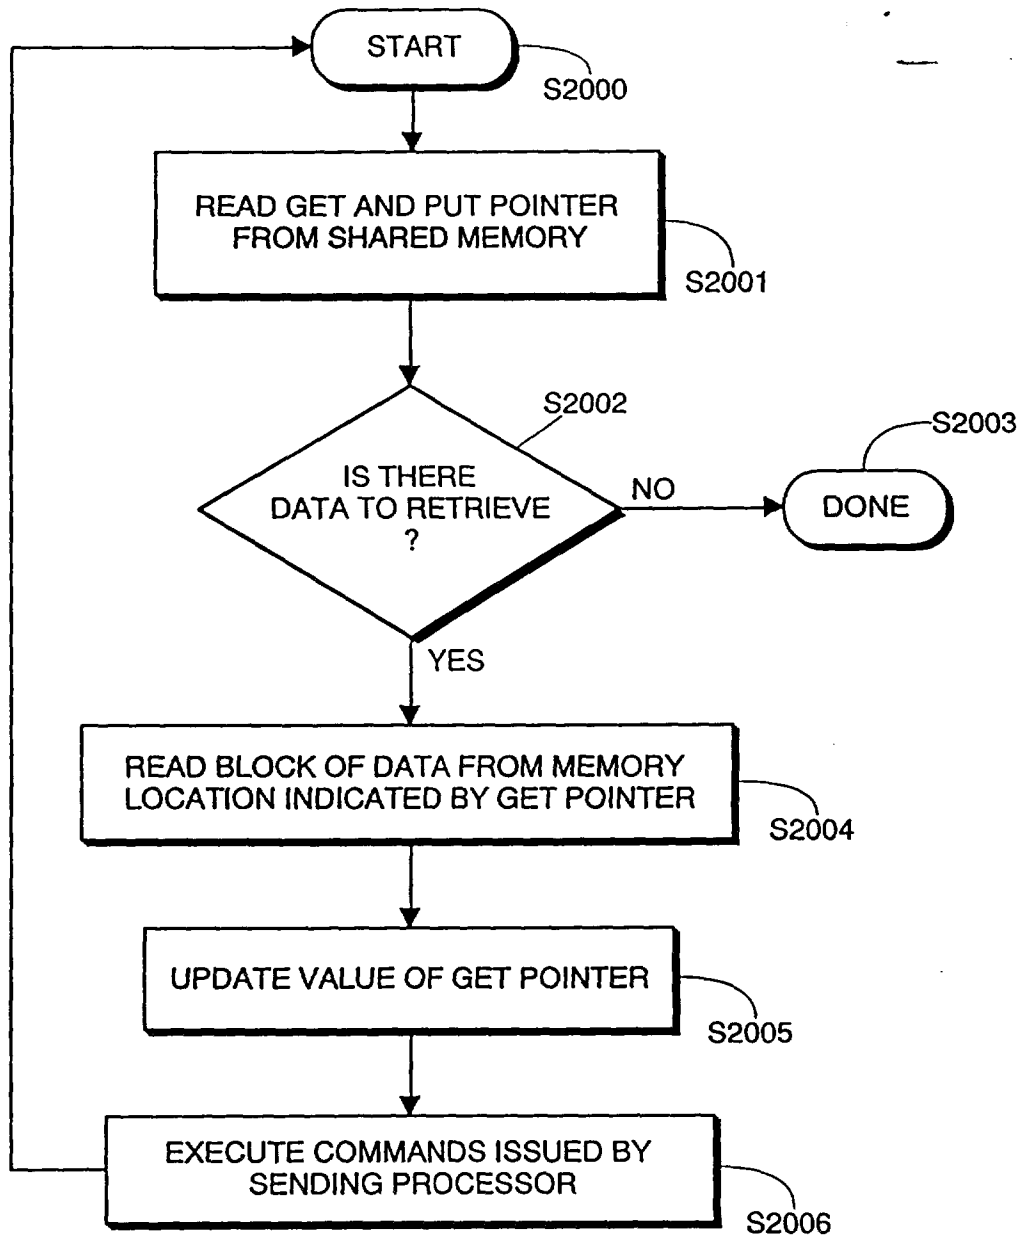 START
S2000
READ GET AND PUT POINTER
FROM SHARED MEMORY
S2001
S2002
IS THERE
DATA TO RETRIEVE
?
NO
S2003
DONE
YES
READ BLOCK OF DATA FROM MEMORY
LOCATION INDICATED BY GET POINTER
S2004
UPDATE VALUE OF GET POINTER
S2005
EXECUTE COMMANDS ISSUED BY
SENDING PROCESSOR
S2006